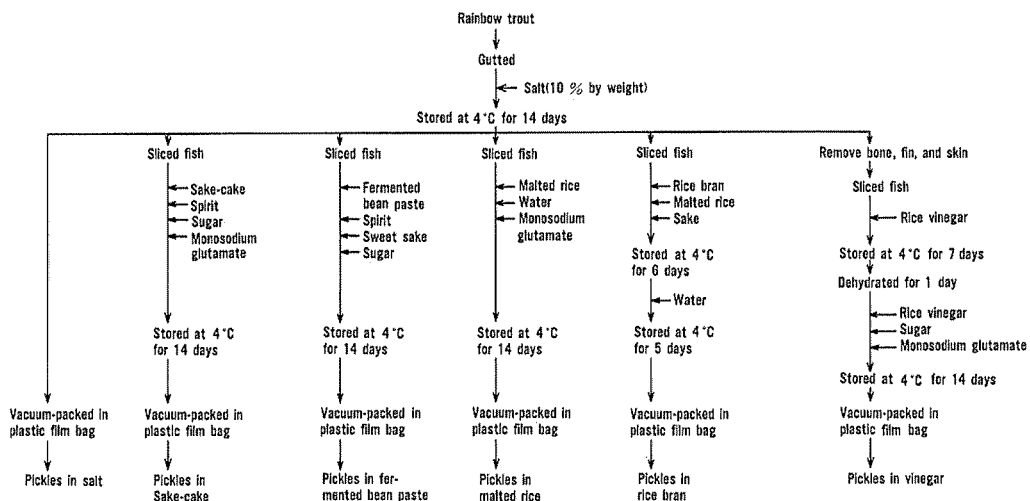 Rainbow trout
Gutted
Salt(10 % by weight)
Stored at 4°C for 14 days
Sliced fish
Sake-cake
Spirit
Sugar
Monosodium
glutamate
Stored at 4°C
for 14 days
Sliced fish
Fermented
bean paste
Spirit
Sweet sake
Sugar
Stored at 4°C
for 14 days
Sliced fish
Malted rice
Water
Monosodium
glutamate
Stored at 4°C
for 14 days
Sliced fish
Rice bran
Malted rice
Sake
Stored at 4°C
for 6 days
Water
Stored at 4°C
for 5 days
Remove bone, fin, and skin
Sliced fish
Rice vinegar
Stored at 4°C for 7 days
Dehydrated for 1 day
Rice vinegar
Sugar
Monosodium glutamate
Stored at 4°C for 14 days
Vacuum-packed in
plastic film bag
Pickles in salt
Vacuum-packed in
plastic film bag
Pickles in
Sake-cake
Vacuum-packed in
plastic film bag
Pickles in fer-
mented bean paste
Vacuum-packed in
plastic film bag
Pickles in
malted rice
Vacuum-packed in
plastic film bag
Pickles in
rice bran
Vacuum-packed in
plastic film bag
Pickles in vinegar